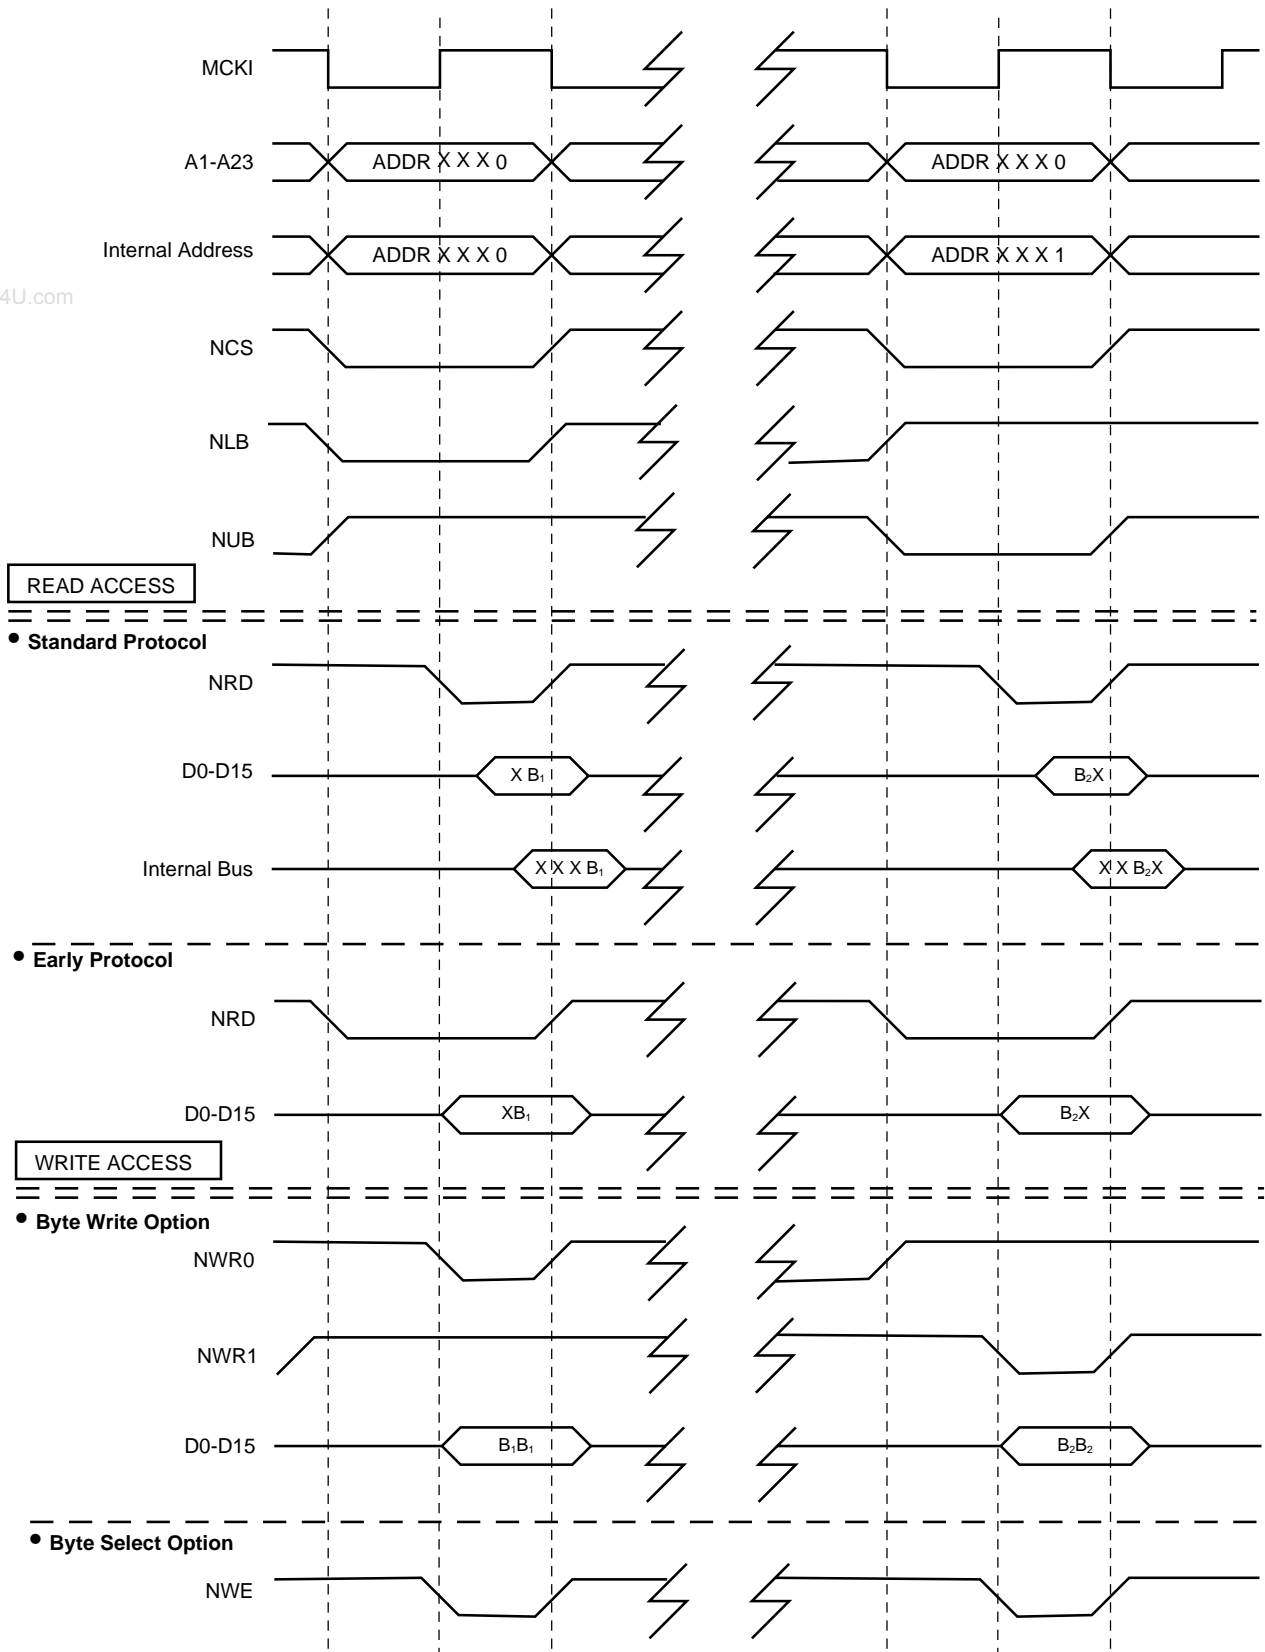 MCKI
A1-A23
ADDR X X X 0
ADDR X X X 0
Internal Address
ADDR X X X 0
ADDR X X X 1
4U.com
NCS
NLB
NUB
READ ACCESS
• Standard Protocol
NRD
D0-D15
X B₁
B₂X
Internal Bus
X X X B₁
X X B₂X
• Early Protocol
NRD
D0-D15
XB₁
B₂X
WRITE ACCESS
• Byte Write Option
NWR0
NWR1
D0-D15
B₁B₁
B₂B₂
• Byte Select Option
NWE